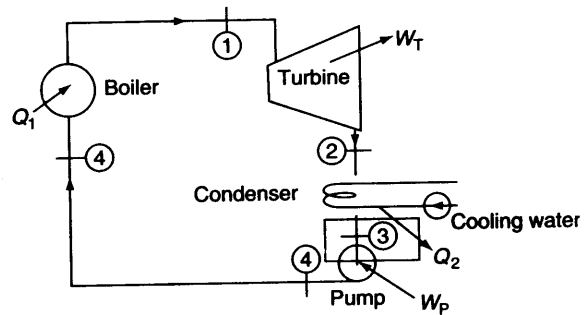 1
W_T
Turbine
Boiler
Q_1
4
2
Condenser
Cooling water
3
4
Q_2
Pump
W_P